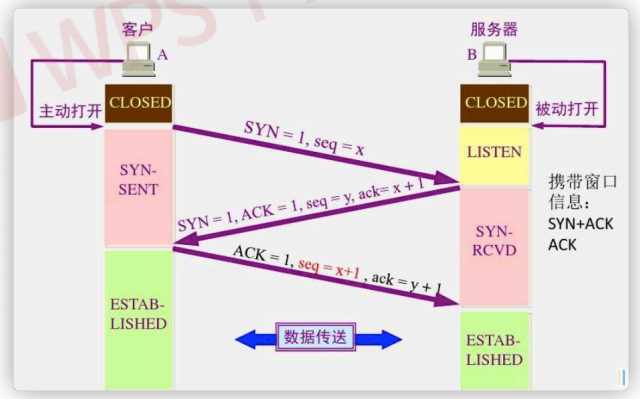 WPS
客户
服务器
A
B
CLOSED
CLOSED
主动打开
被动打开
SYN = 1, seq = x
LISTEN
SYN-
SENT
携带窗口
信息:
SYN+ACK
ACK
SYN = 1, ACK = 1, seq = y, ack= x + 1
SYN-
RCVD
ACK = 1, seq = x+1 , ack = y + 1
ESTAB-
LISHED
数据传送
ESTAB-
LISHED